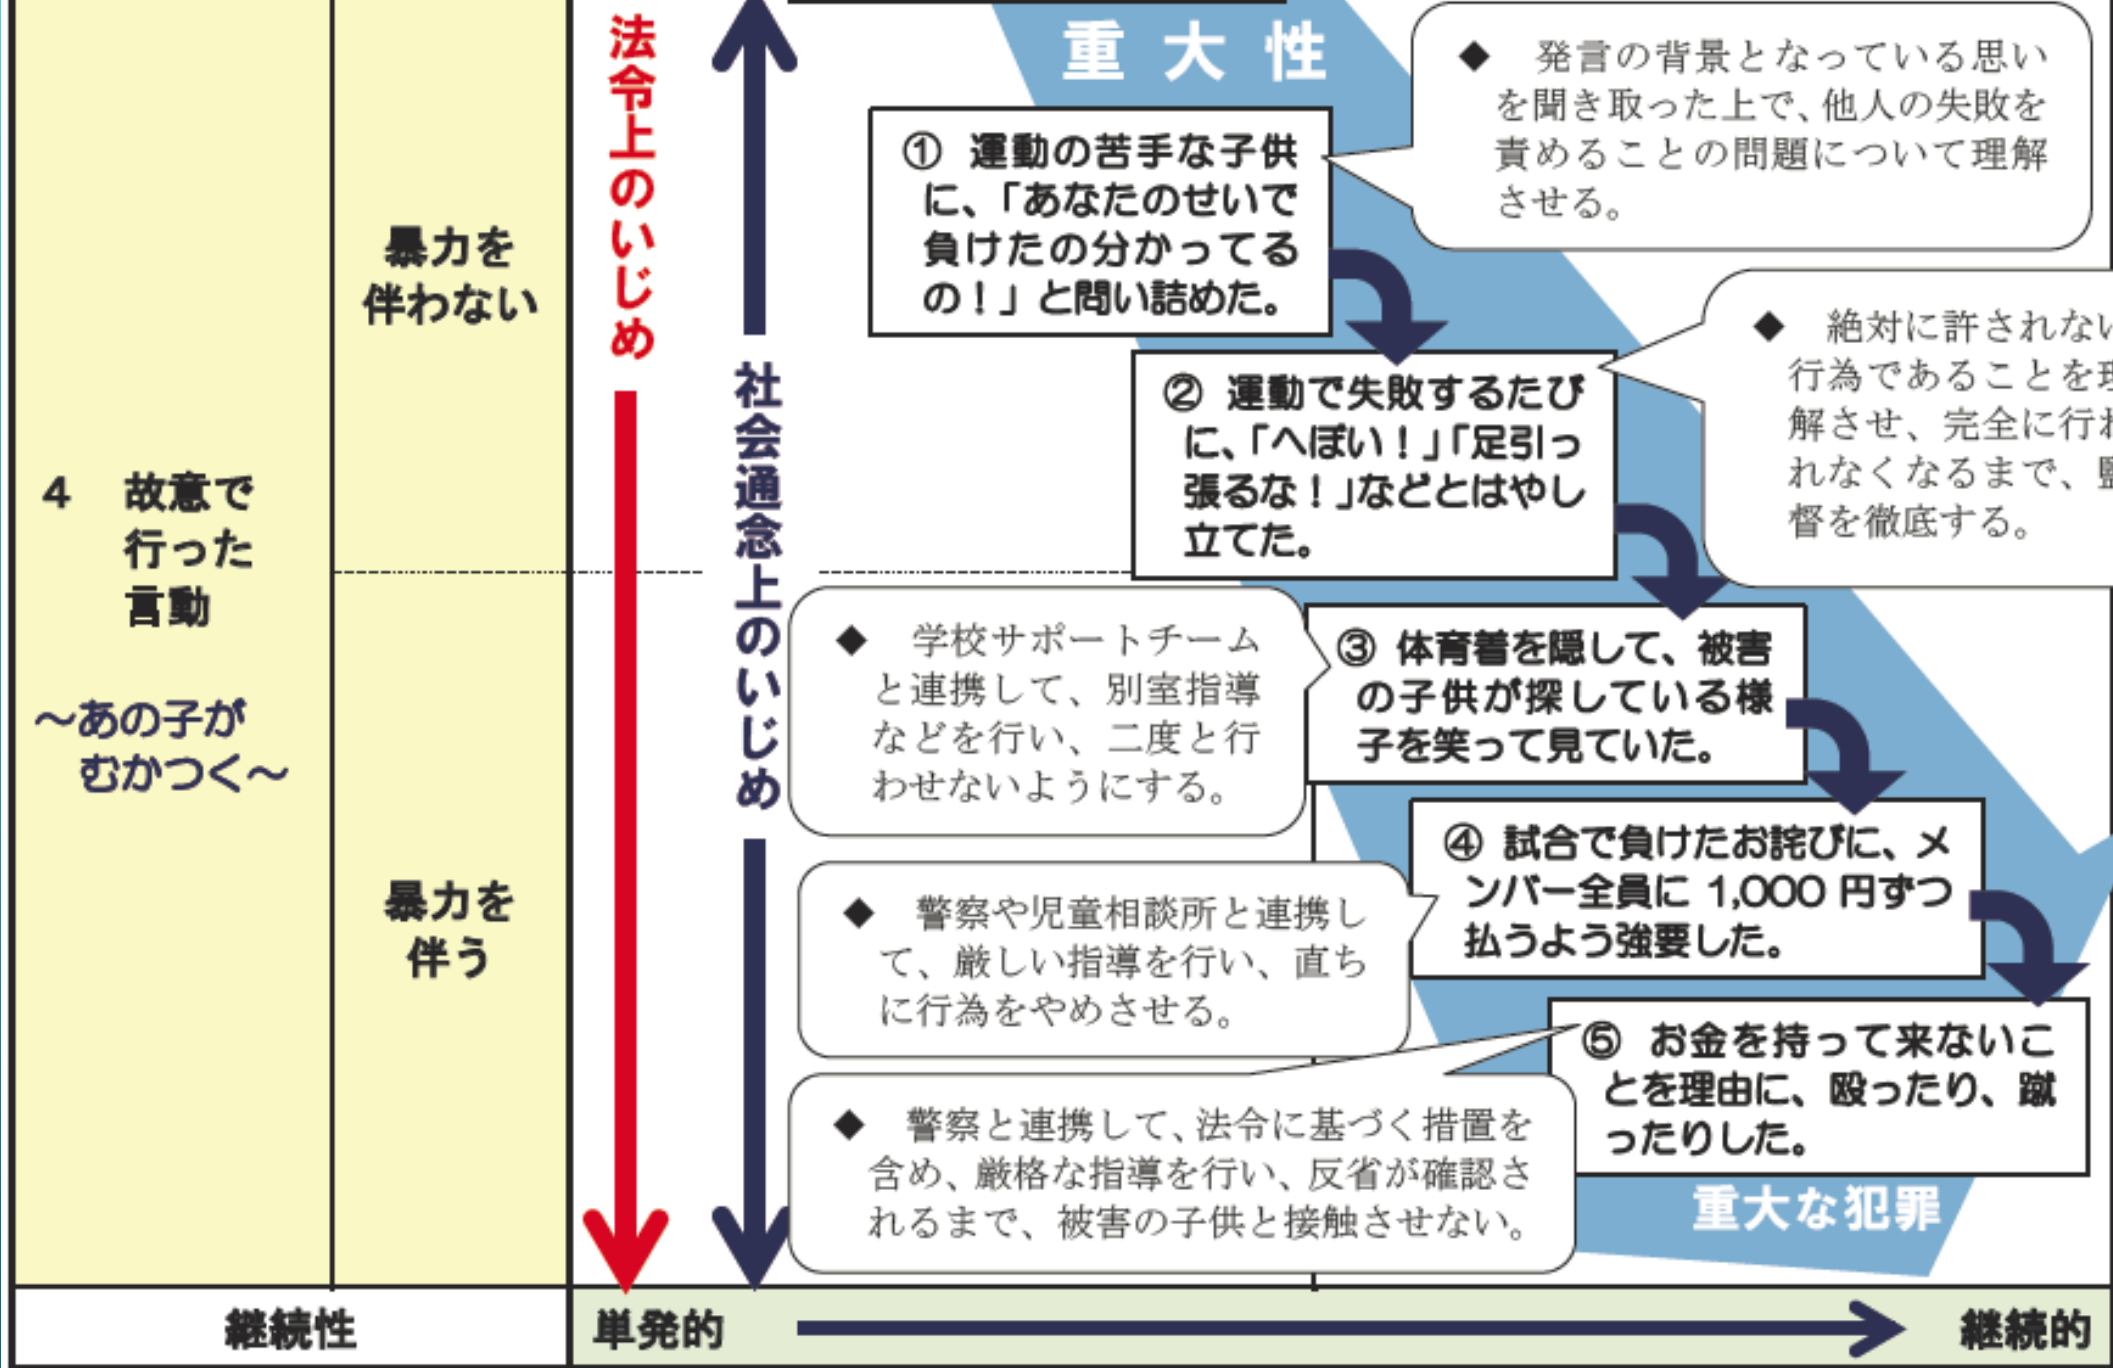 重大性
◆ 発言の背景となっている思い
を聞き取った上で、他人の失敗を
責めることの問題について理解
させる。
① 運動の苦手な子供
に、「あなたのせいで
負けたの分かってる
の！」と問い詰めた。
◆ 絶対に許されない
行為であることを理
解させ、完全に行わ
れなくなるまで、監
督を徹底する。
② 運動で失敗するたび
に、「へぼい！」「足引っ
張るな！」などとはやし
立てた。
法令上のいじめ
社会通念上のいじめ
4 故意で
行った
言動
～あの子が
むかつく～
暴力を
伴わない
暴力を
伴う
◆ 学校サポートチーム
と連携して、別室指導
などを行い、二度と行
わせないようにする。
③ 体育着を隠して、被害
の子供が探している様
子を笑って見ていた。
④ 試合で負けたお詫びに、メ
ンバー全員に 1,000 円ずつ
払うよう強要した。
◆ 警察や児童相談所と連携し
て、厳しい指導を行い、直ち
に行為をやめさせる。
⑤ お金を持って来ないこ
とを理由に、殴ったり、蹴
ったりした。
◆ 警察と連携して、法令に基づく措置を
含め、厳格な指導を行い、反省が確認さ
れるまで、被害の子供と接触させない。
重大な犯罪
継続性
単発的
継続的